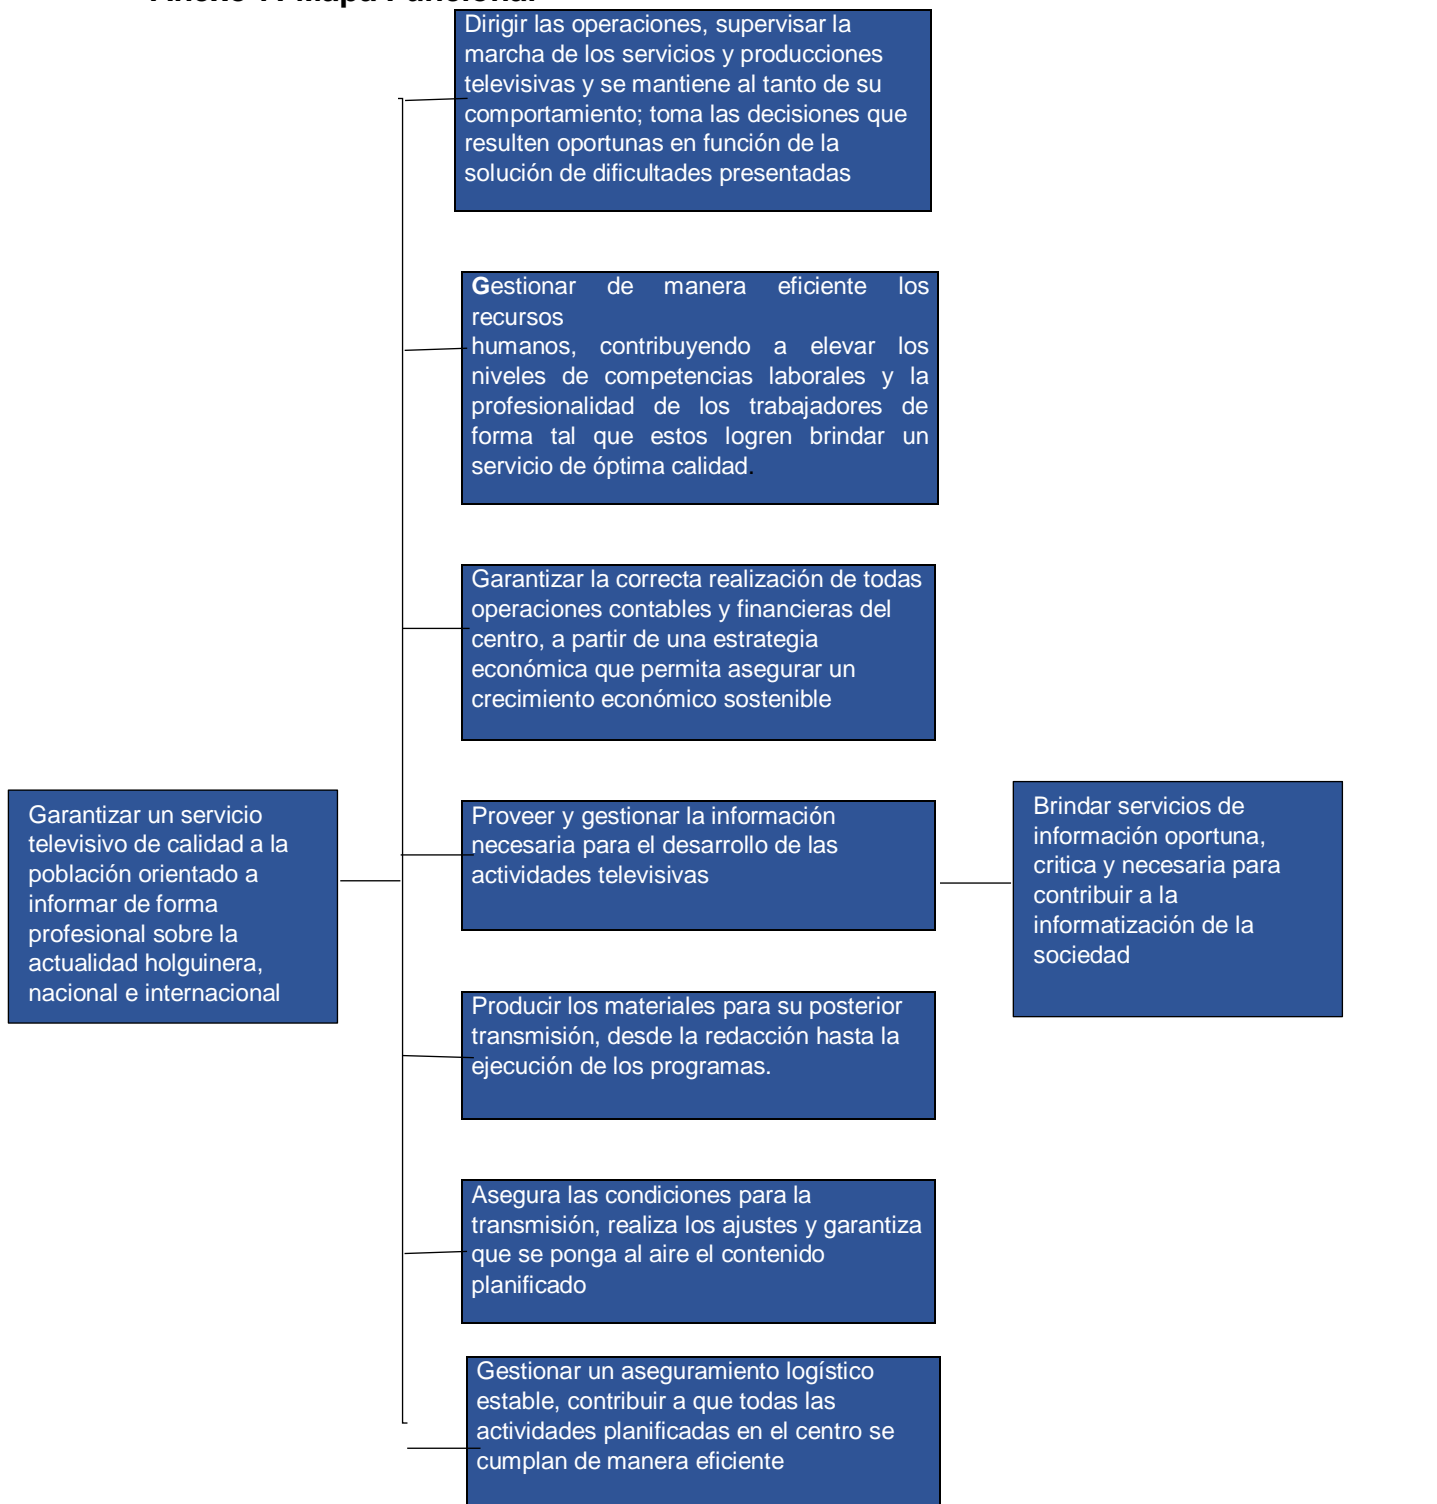 Dirigir las operaciones, supervisar la
marcha de los servicios y producciones
televisivas y se mantiene al tanto de su
comportamiento; toma las decisiones que
resulten oportunas en función de la
solución de dificultades presentadas
Gestionar de manera eficiente los
recursos
humanos, contribuyendo a elevar los
niveles de competencias laborales y la
profesionalidad de los trabajadores de
forma tal que estos logren brindar un
servicio de óptima calidad.
Garantizar la correcta realización de todas
operaciones contables y financieras del
centro, a partir de una estrategia
económica que permita asegurar un
crecimiento económico sostenible
Garantizar un servicio
televisivo de calidad a la
población orientado a
informar de forma
profesional sobre la
actualidad holguinera,
nacional e internacional
Proveer y gestionar la información
necesaria para el desarrollo de las
actividades televisivas
Brindar servicios de
información oportuna,
critica y necesaria para
contribuir a la
informatización de la
sociedad
Producir los materiales para su posterior
transmisión, desde la redacción hasta la
ejecución de los programas.
Asegura las condiciones para la
transmisión, realiza los ajustes y garantiza
que se ponga al aire el contenido
planificado
Gestionar un aseguramiento logístico
estable, contribuir a que todas las
actividades planificadas en el centro se
cumplan de manera eficiente